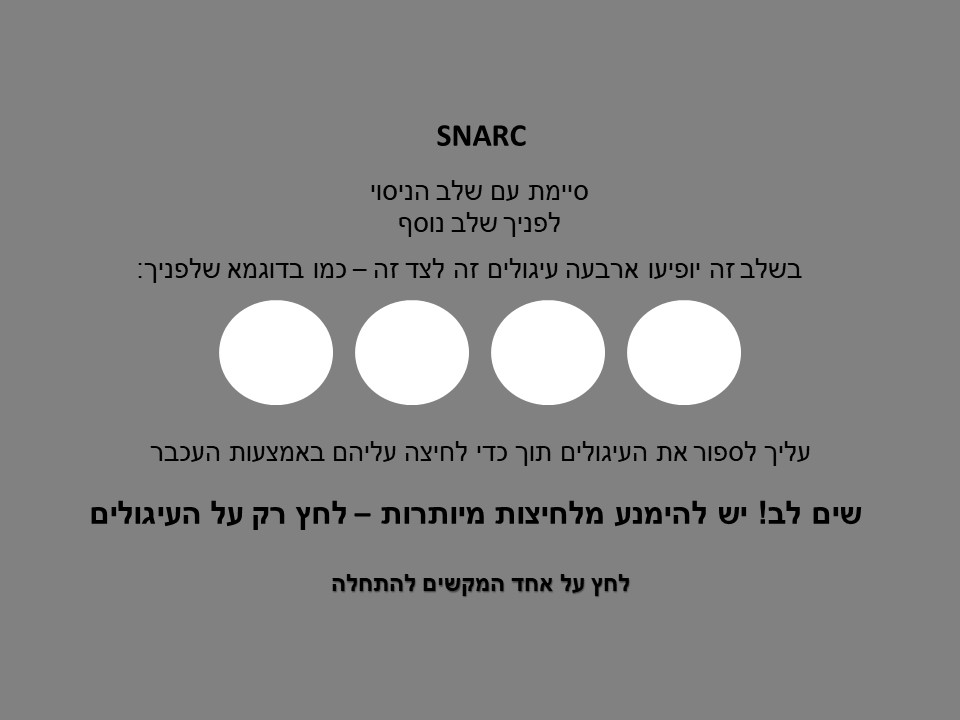 SNARC
סיימת עם שלב הניסוי
לפניך שלב נוסף
בשלב זה יופיעו ארבעה עיגולים זה לצד זה – כמו בדוגמא שלפניך:
עליך לספור את העיגולים תוך כדי לחיצה עליהם באמצעות העכבר
שים לב! יש להימנע מלחיצות מיותרות – לחץ רק על העיגולים
לחץ על אחד המקשים להתחלה